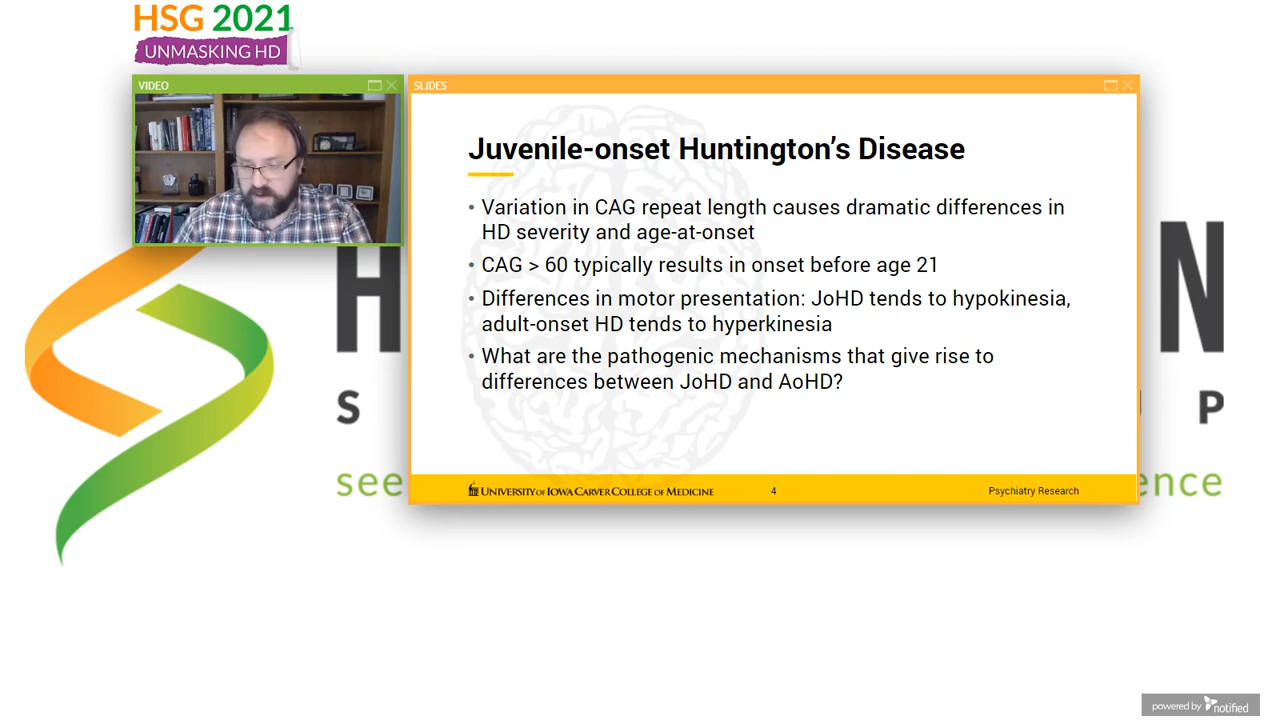 HSG 2021
UNMASKING HD
VIDEO
SLIDES
Juvenile-onset Huntington's Disease
• Variation in CAG repeat length causes dramatic differences in
HD severity and age-at-onset
• CAG > 60 typically results in onset before age 21
• Differences in motor presentation: JoHD tends to hypokinesia,
adult-onset HD tends to hyperkinesia
• What are the pathogenic mechanisms that give rise to
differences between JoHD and AoHD?
UNIVERSITY OF IOWA CARVER COLLEGE OF MEDICINE
4
Psychiatry Research
H
N
S
P
see
ence
powered by notified